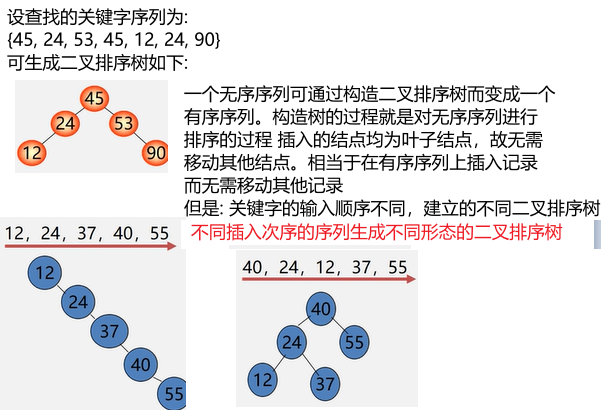 设查找的关键字序列为:
{45, 24, 53, 45, 12, 24, 90}
可生成二叉排序树如下:
45
24 53
12 90
一个无序序列可通过构造二叉排序树而变成一个
有序序列。构造树的过程就是对无序序列进行
排序的过程 插入的结点均为叶子结点，故无需
移动其他结点。相当于在有序序列上插入记录
而无需移动其他记录
但是: 关键字的输入顺序不同，建立的不同二叉排序树
不同插入次序的序列生成不同形态的二叉排序树
12，24，37，40，55
12
24
37
40
55
40，24，12，37，55
40
24 55
12 37